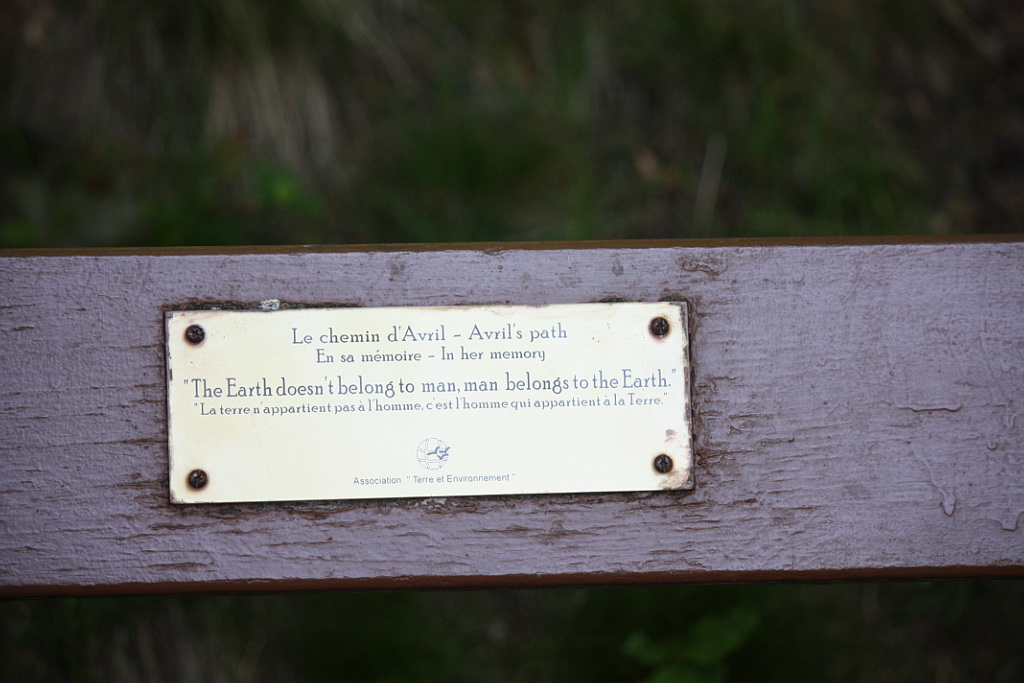 Le chemin d'Avril - Avril's path
En sa mémoire - In her memory
"The Earth doesn't belong to man, man belongs to the Earth."
"La terre n'appartient pas à l'homme, c'est l'homme qui appartient à la Terre."
Association " Terre et Environnement "